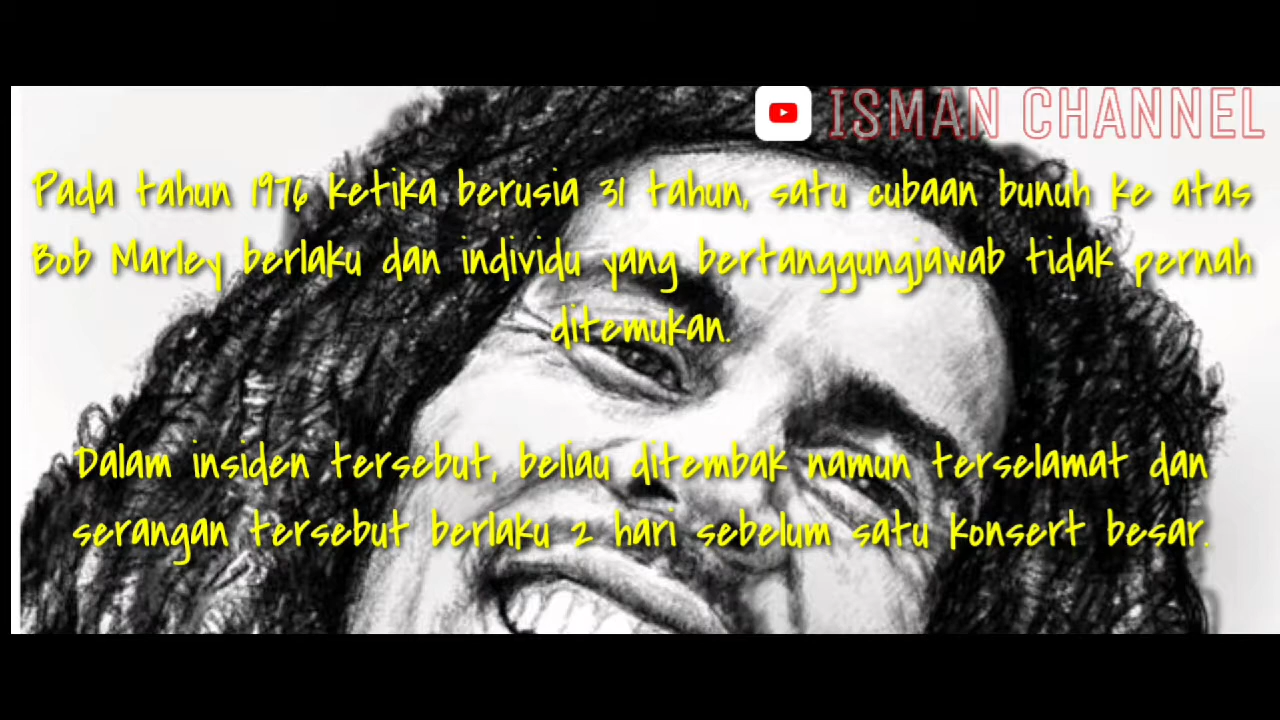 ISMAN CHANNEL
Pada tahun 1976 ketika berusia 31 tahun, satu cubaan bunuh ke atas
Bob Marley berlaku dan individu yang bertanggungjawab tidak pernah
ditemukan.
Dalam insiden tersebut, beliau ditembak namun terselamat dan
serangan tersebut berlaku 2 hari sebelum satu konsert besar.